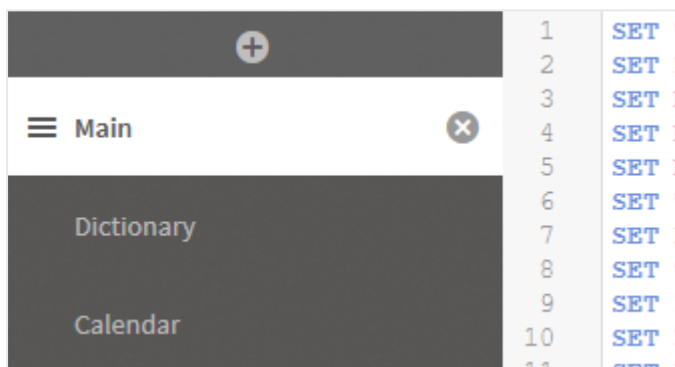 Main
Dictionary
Calendar
1 SET
2 SET
3 SET
4 SET
5 SET
6 SET
7 SET
8 SET
9 SET
10 SET